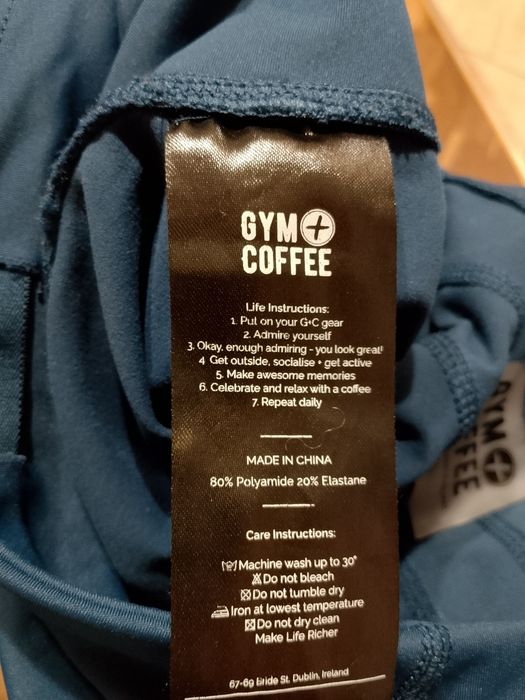 GYM+
COFFEE
Life Instructions:
1. Put on your G+C gear
2. Admire yourself
3. Okay, enough admiring - you look great!
4 Get outside, socialise + get active
5. Make awesome memories
6. Celebrate and relax with a coffee
7. Repeat daily
MADE IN CHINA
80% Polyamide 20% Elastane
Care Instructions:
Machine wash up to 30°
Do not bleach
Do not tumble dry
Iron at lowest temperature
Do not dry clean
Make Life Richer
67-69 Bride St. Dublin, Ireland
GYM+
COFFEE